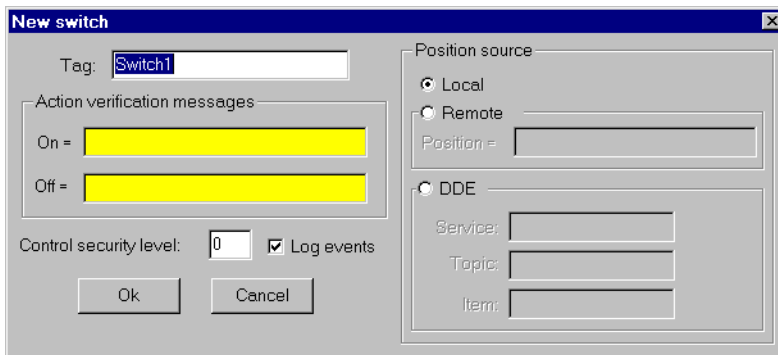 New switch
Tag: Switch1
Action verification messages
On =
Off =
Control security level: 0 Log events
Ok Cancel
Position source
Local
Remote
Position =
DDE
Service:
Topic:
Item: